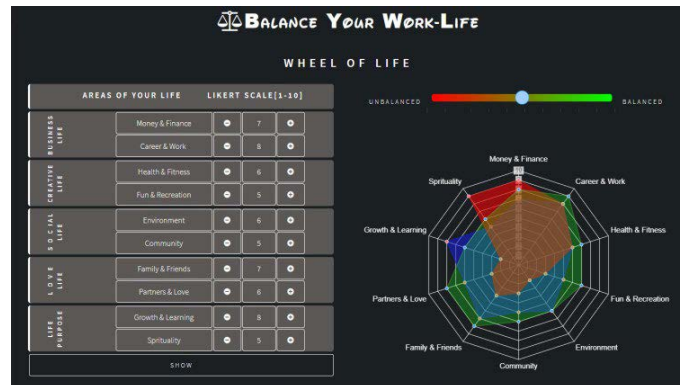 BALANCE YOUR WORK-LIFE
WHEEL OF LIFE
AREAS OF YOUR LIFE LIKERT SCALE[1-10]
BUSINESS LIFE
Money & Finance 7
Career & Work 8
CREATIVE LIFE
Health & Fitness 6
Fun & Recreation 5
SOCIAL LIFE
Environment 6
Community 5
LOVE LIFE
Family & Friends 7
Partners & Love 6
LIFE PURPOSE
Growth & Learning 8
Sprituality 5
SHOW
UNBALANCED BALANCED
Money & Finance
Career & Work
Health & Fitness
Fun & Recreation
Environment
Community
Family & Friends
Partners & Love
Growth & Learning
Sprituality
10